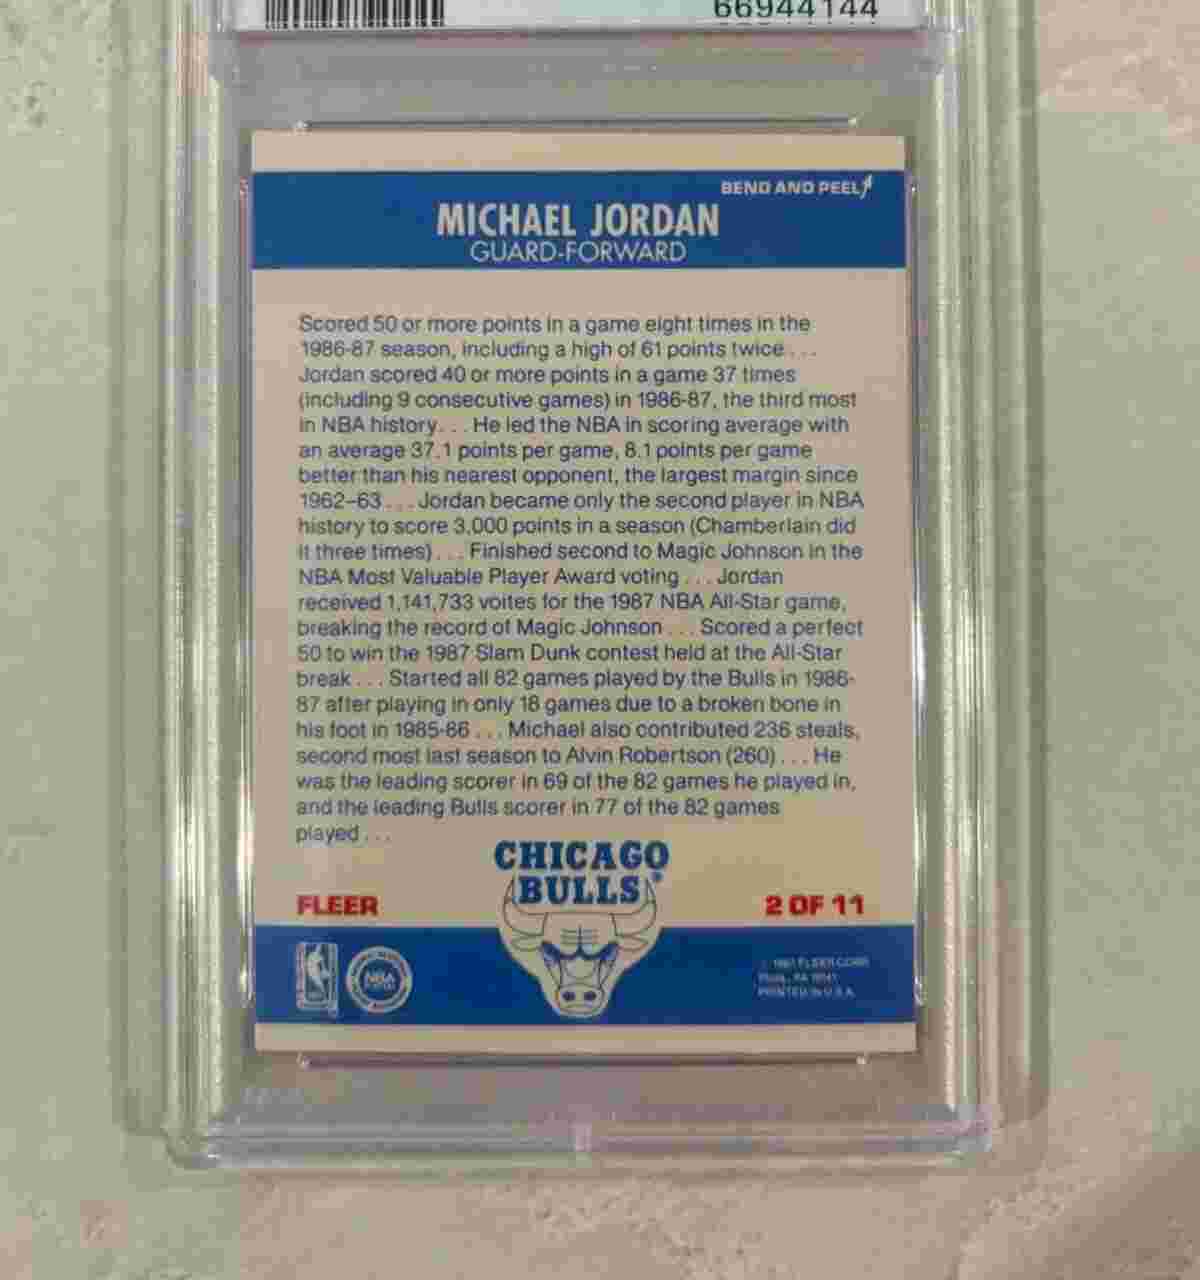 66944144
BEND AND PEEL
MICHAEL JORDAN
GUARD-FORWARD
Scored 50 or more points in a game eight times in the
1986-87 season, including a high of 61 points twice . . .
Jordan scored 40 or more points in a game 37 times
(including 9 consecutive games) in 1986-87, the third most
in NBA history. . . He led the NBA in scoring average with
an average 37.1 points per game, 8.1 points per game
better than his nearest opponent, the largest margin since
1962–63 . . . Jordan became only the second player in NBA
history to score 3,000 points in a season (Chamberlain did
it three times) . . . Finished second to Magic Johnson in the
NBA Most Valuable Player Award voting . . . Jordan
received 1,141,733 voites for the 1987 NBA All-Star game,
breaking the record of Magic Johnson . . . Scored a perfect
50 to win the 1987 Slam Dunk contest held at the All-Star
break . . . Started all 82 games played by the Bulls in 1986-
87 after playing in only 18 games due to a broken bone in
his foot in 1985-86 . . . Michael also contributed 236 steals,
second most last season to Alvin Robertson (260) . . . He
was the leading scorer in 69 of the 82 games he played in,
and the leading Bulls scorer in 77 of the 82 games
played . . .
CHICAGO
BULLS
FLEER
2 OF 11
NBA
1987 FLEER CORP.
PHILA., PA 19141
PRINTED IN U.S.A.